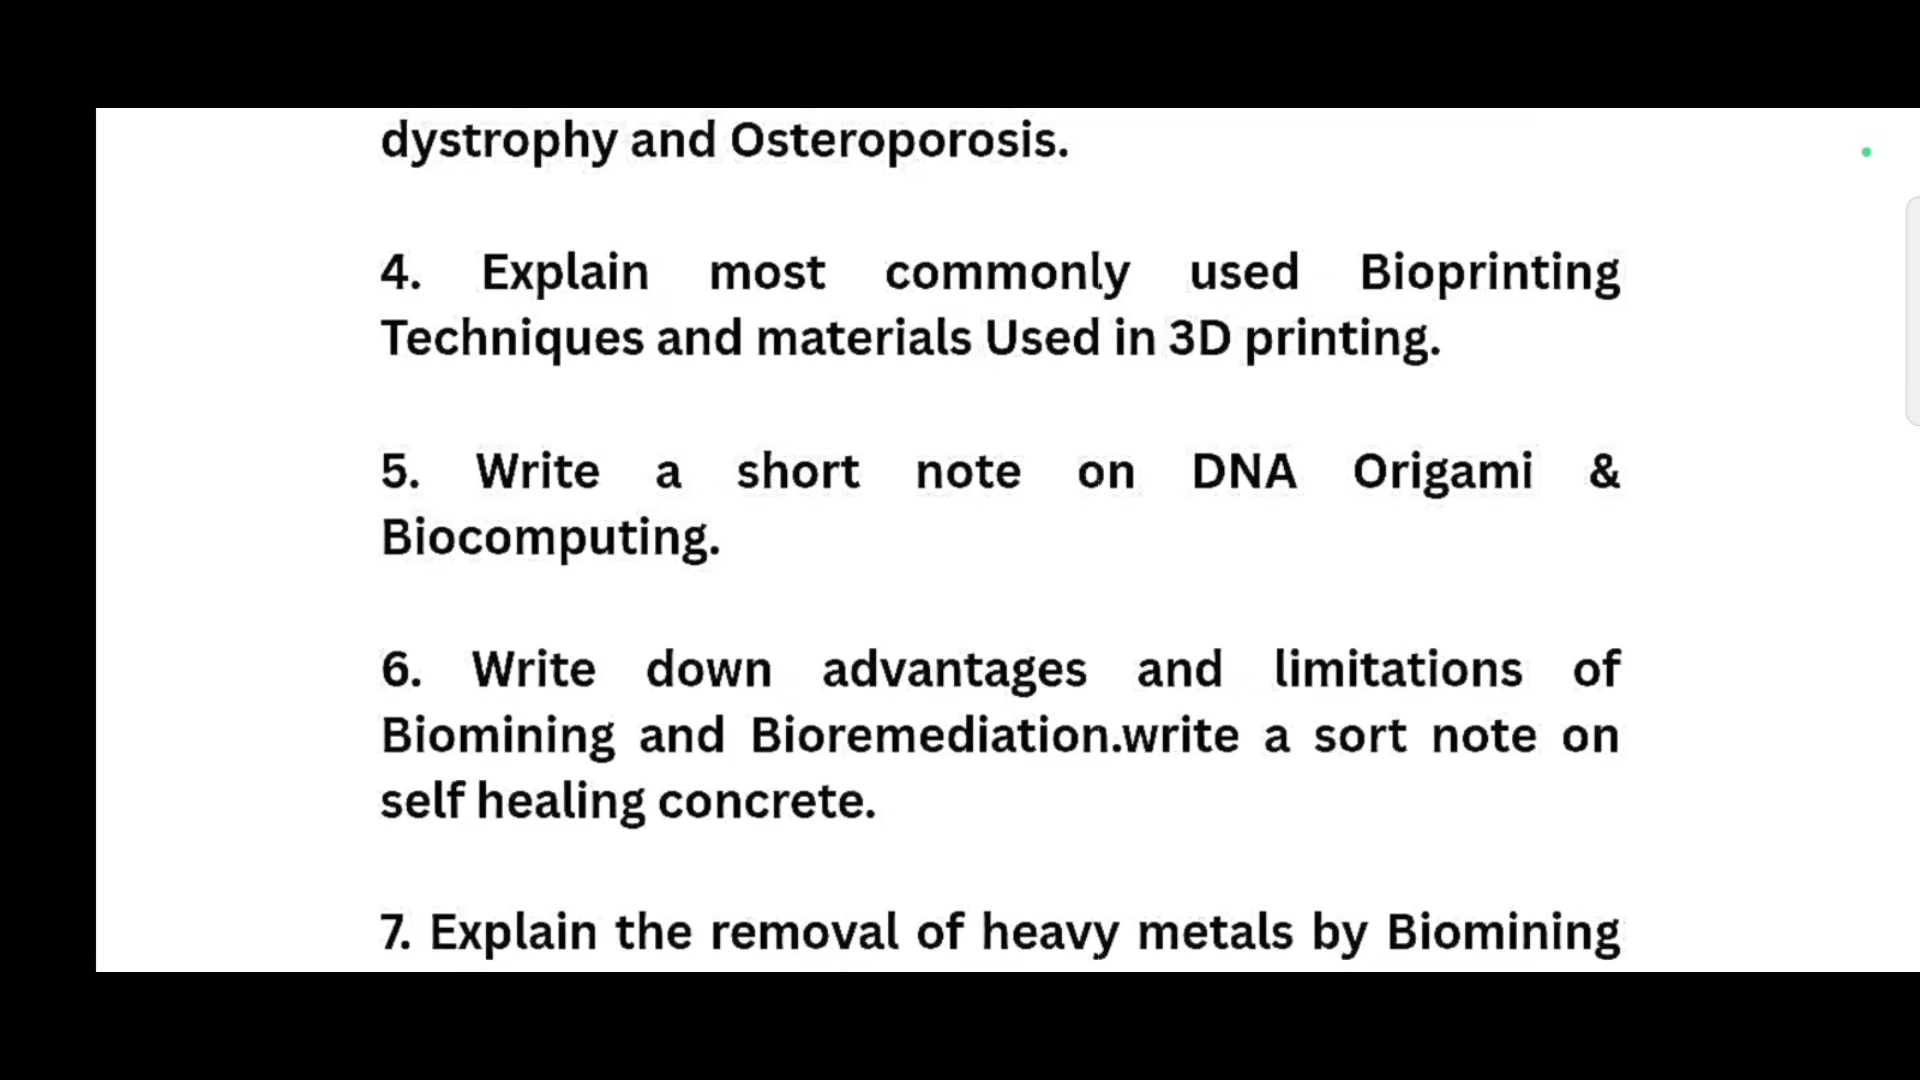 dystrophy and Osteroporosis.
4. Explain most commonly used Bioprinting
Techniques and materials Used in 3D printing.
5. Write a short note on DNA Origami &
Biocomputing.
6. Write down advantages and limitations of
Biomining and Bioremediation.write a sort note on
self healing concrete.
7. Explain the removal of heavy metals by Biomining